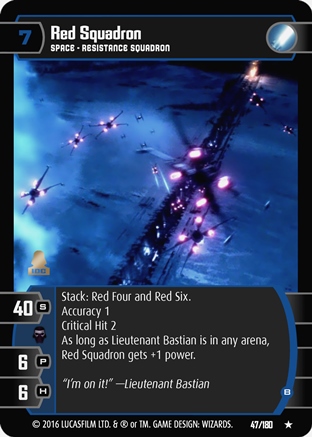 7
Red Squadron
SPACE - RESISTANCE SQUADRON
IDC
40 S
Stack: Red Four and Red Six.
Accuracy 1
Critical Hit 2
As long as Lieutenant Bastian is in any arena,
Red Squadron gets +1 power.
6 P
6 H
“I’m on it!” —Lieutenant Bastian
B
© 2016 LUCASFILM LTD. & ® or TM. GAME DESIGN: WIZARDS.
47/180 ★